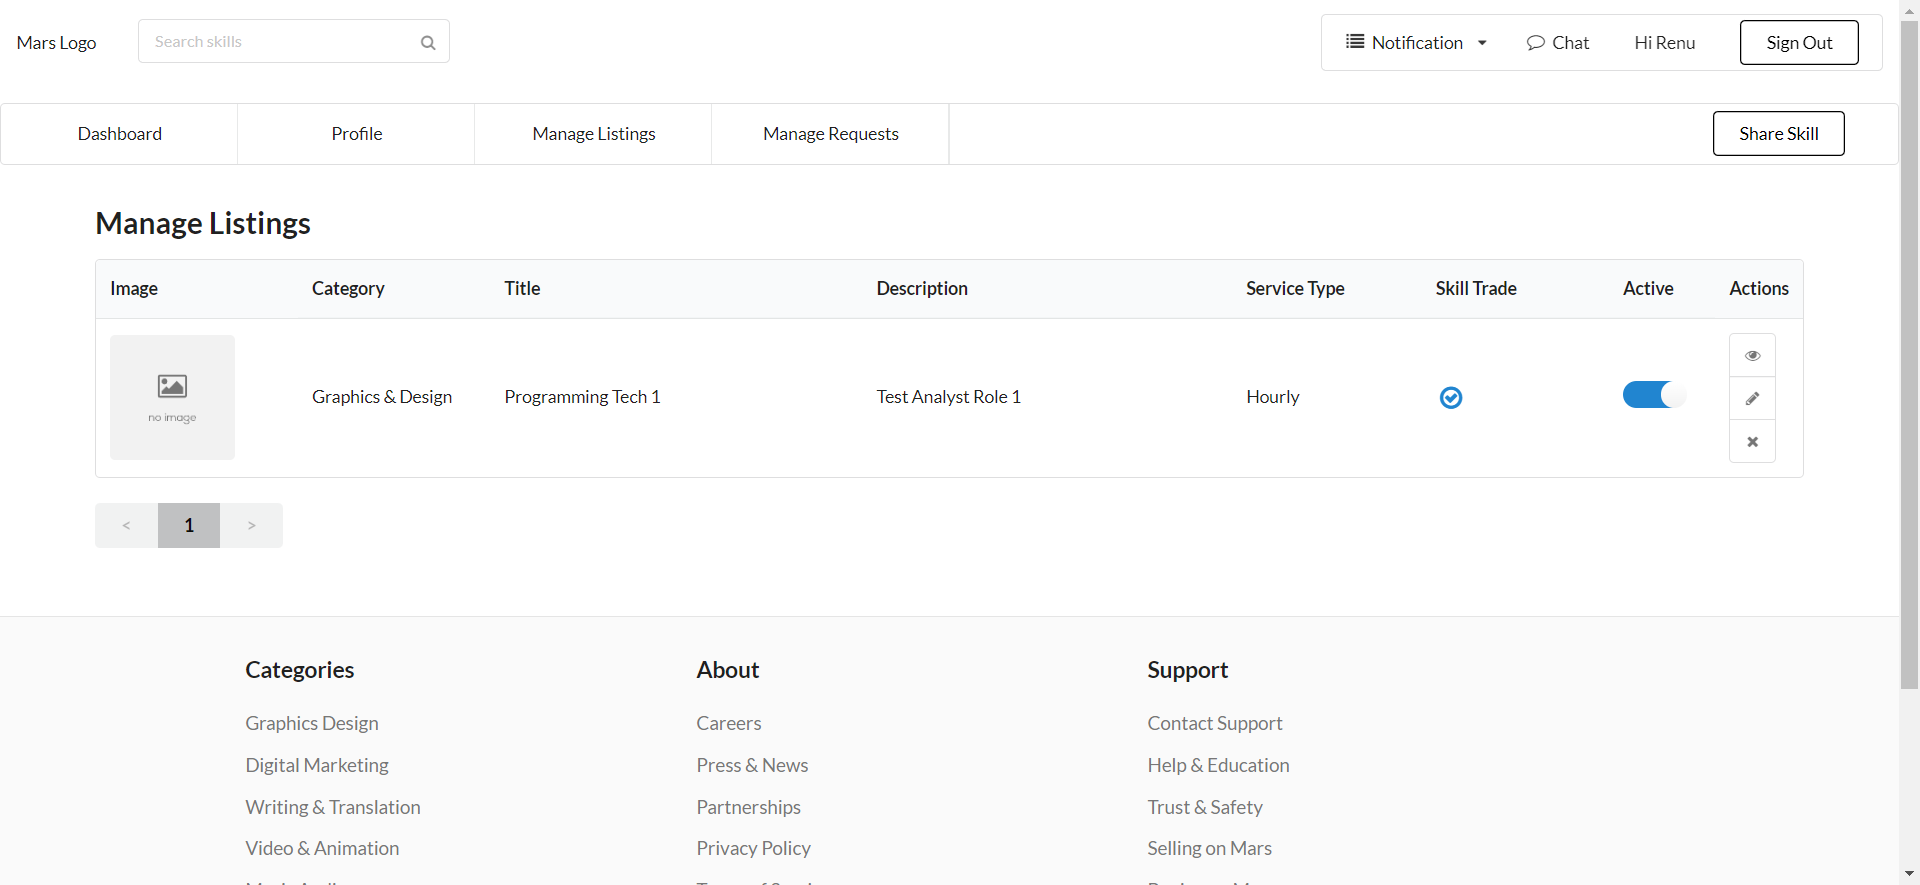 Mars Logo
Search skills
Notification
Chat
Hi Renu
Sign Out
Dashboard
Profile
Manage Listings
Manage Requests
Share Skill
Manage Listings
Image Category Title Description Service Type Skill Trade Active Actions
no image
Graphics & Design Programming Tech 1 Test Analyst Role 1 Hourly
< 1 >
Categories
Graphics Design
Digital Marketing
Writing & Translation
Video & Animation
About
Careers
Press & News
Partnerships
Privacy Policy
Support
Contact Support
Help & Education
Trust & Safety
Selling on Mars